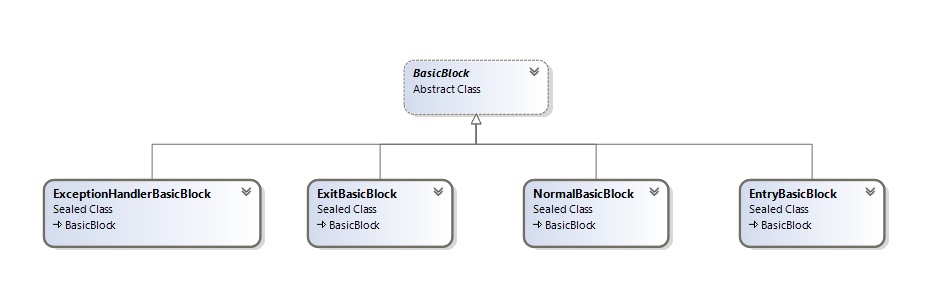 BasicBlock
Abstract Class
ExceptionHandlerBasicBlock
Sealed Class
BasicBlock
ExitBasicBlock
Sealed Class
BasicBlock
NormalBasicBlock
Sealed Class
BasicBlock
EntryBasicBlock
Sealed Class
BasicBlock